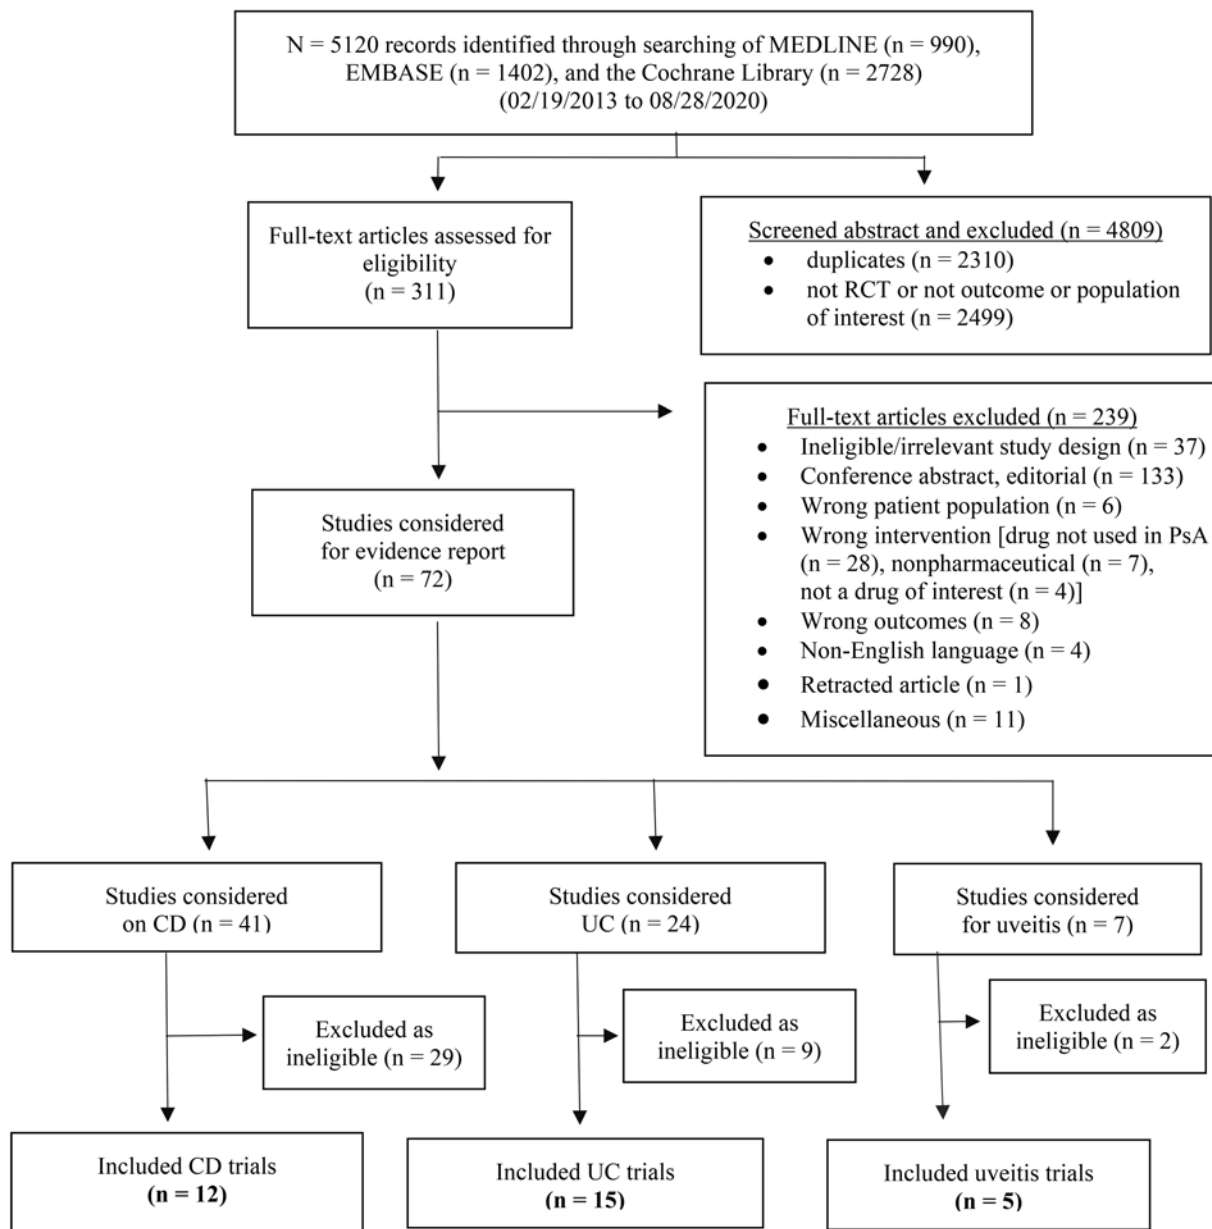 N = 5120 records identified through searching of MEDLINE (n = 990),
EMBASE (n = 1402), and the Cochrane Library (n = 2728)
(02/19/2013 to 08/28/2020)
Full-text articles assessed for
eligibility
(n = 311)
Screened abstract and excluded (n = 4809)
• duplicates (n = 2310)
• not RCT or not outcome or population
of interest (n = 2499)
Full-text articles excluded (n = 239)
• Ineligible/irrelevant study design (n = 37)
• Conference abstract, editorial (n = 133)
• Wrong patient population (n = 6)
• Wrong intervention [drug not used in PsA
(n = 28), nonpharmaceutical (n = 7),
not a drug of interest (n = 4)]
• Wrong outcomes (n = 8)
• Non-English language (n = 4)
• Retracted article (n = 1)
• Miscellaneous (n = 11)
Studies considered
for evidence report
(n = 72)
Studies considered
on CD (n = 41)
Studies considered
UC (n = 24)
Studies considered
for uveitis (n = 7)
Excluded as
ineligible (n = 29)
Excluded as
ineligible (n = 9)
Excluded as
ineligible (n = 2)
Included CD trials
(n = 12)
Included UC trials
(n = 15)
Included uveitis trials
(n = 5)